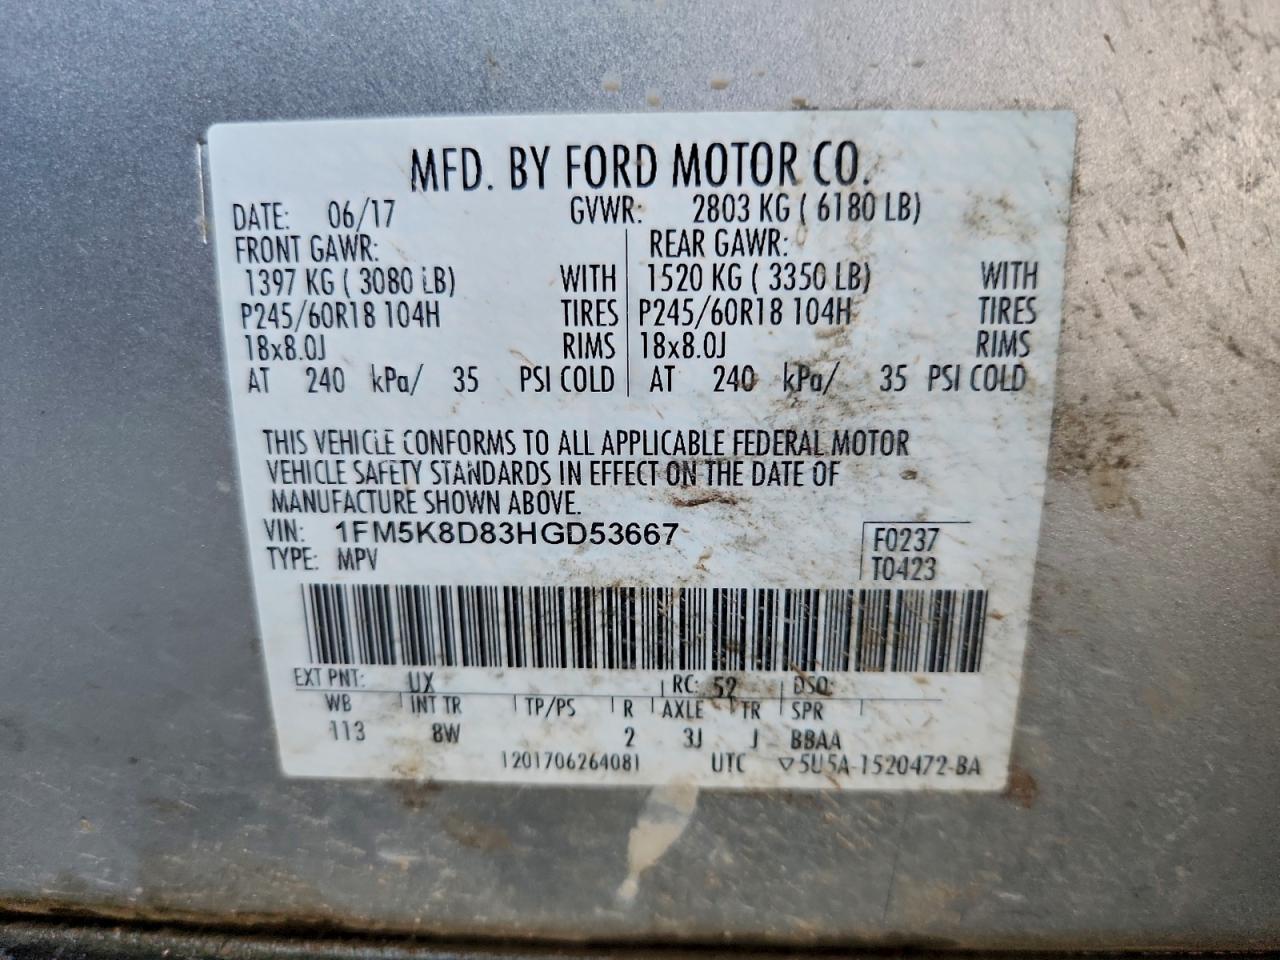 MFD. BY FORD MOTOR CO.
DATE: 06/17 GVWR: 2803 KG ( 6180 LB)
FRONT GAWR: REAR GAWR:
1397 KG ( 3080 LB) WITH 1520 KG ( 3350 LB) WITH
P245/60R18 104H TIRES P245/60R18 104H TIRES
18x8.0J RIMS 18x8.0J RIMS
AT 240 kPa/ 35 PSI COLD AT 240 kPa/ 35 PSI COLD
THIS VEHICLE CONFORMS TO ALL APPLICABLE FEDERAL MOTOR
VEHICLE SAFETY STANDARDS IN EFFECT ON THE DATE OF
MANUFACTURE SHOWN ABOVE.
VIN: 1FM5K8D83HGD53667 F0237
TYPE: MPV T0423
EXT PNT: UX RC: 52 DSO:
WB INT TR TP/PS R AXLE TR SPR
113 8W 2 3J J BBAA
1201706264081 UTC ▽5U5A-1520472-BA